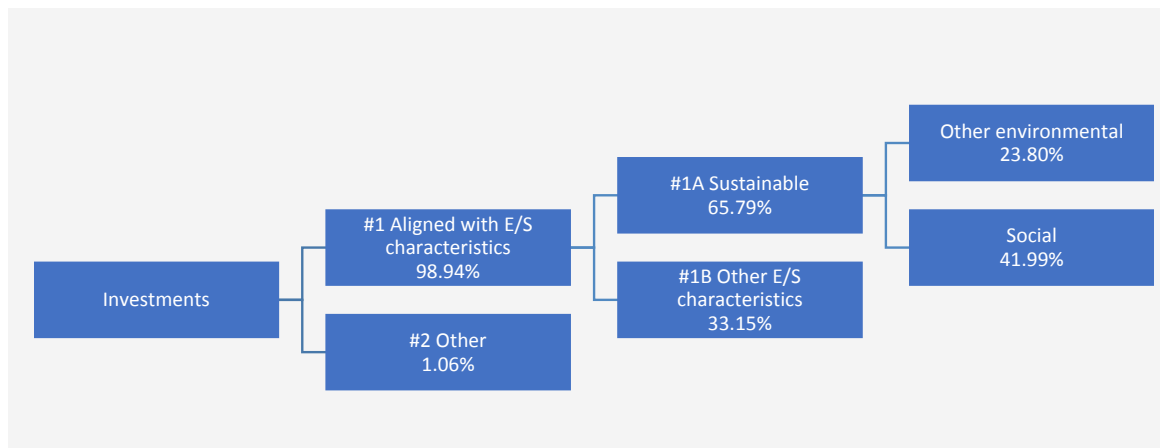 Investments
#1 Aligned with E/S
characteristics
98.94%
#2 Other
1.06%
#1A Sustainable
65.79%
#1B Other E/S
characteristics
33.15%
Other environmental
23.80%
Social
41.99%